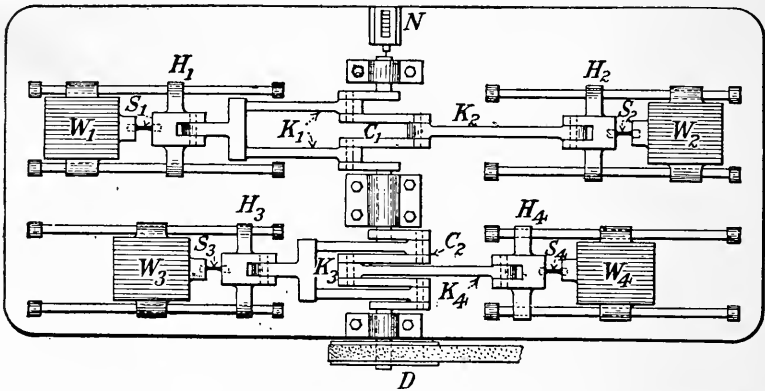 N
H₁
H₂
S₁
W₁
K₁
C₁
K₂
S₂
W₂
H₃
H₄
C₂
S₃
W₃
K₃
K₄
S₄
W₄
D